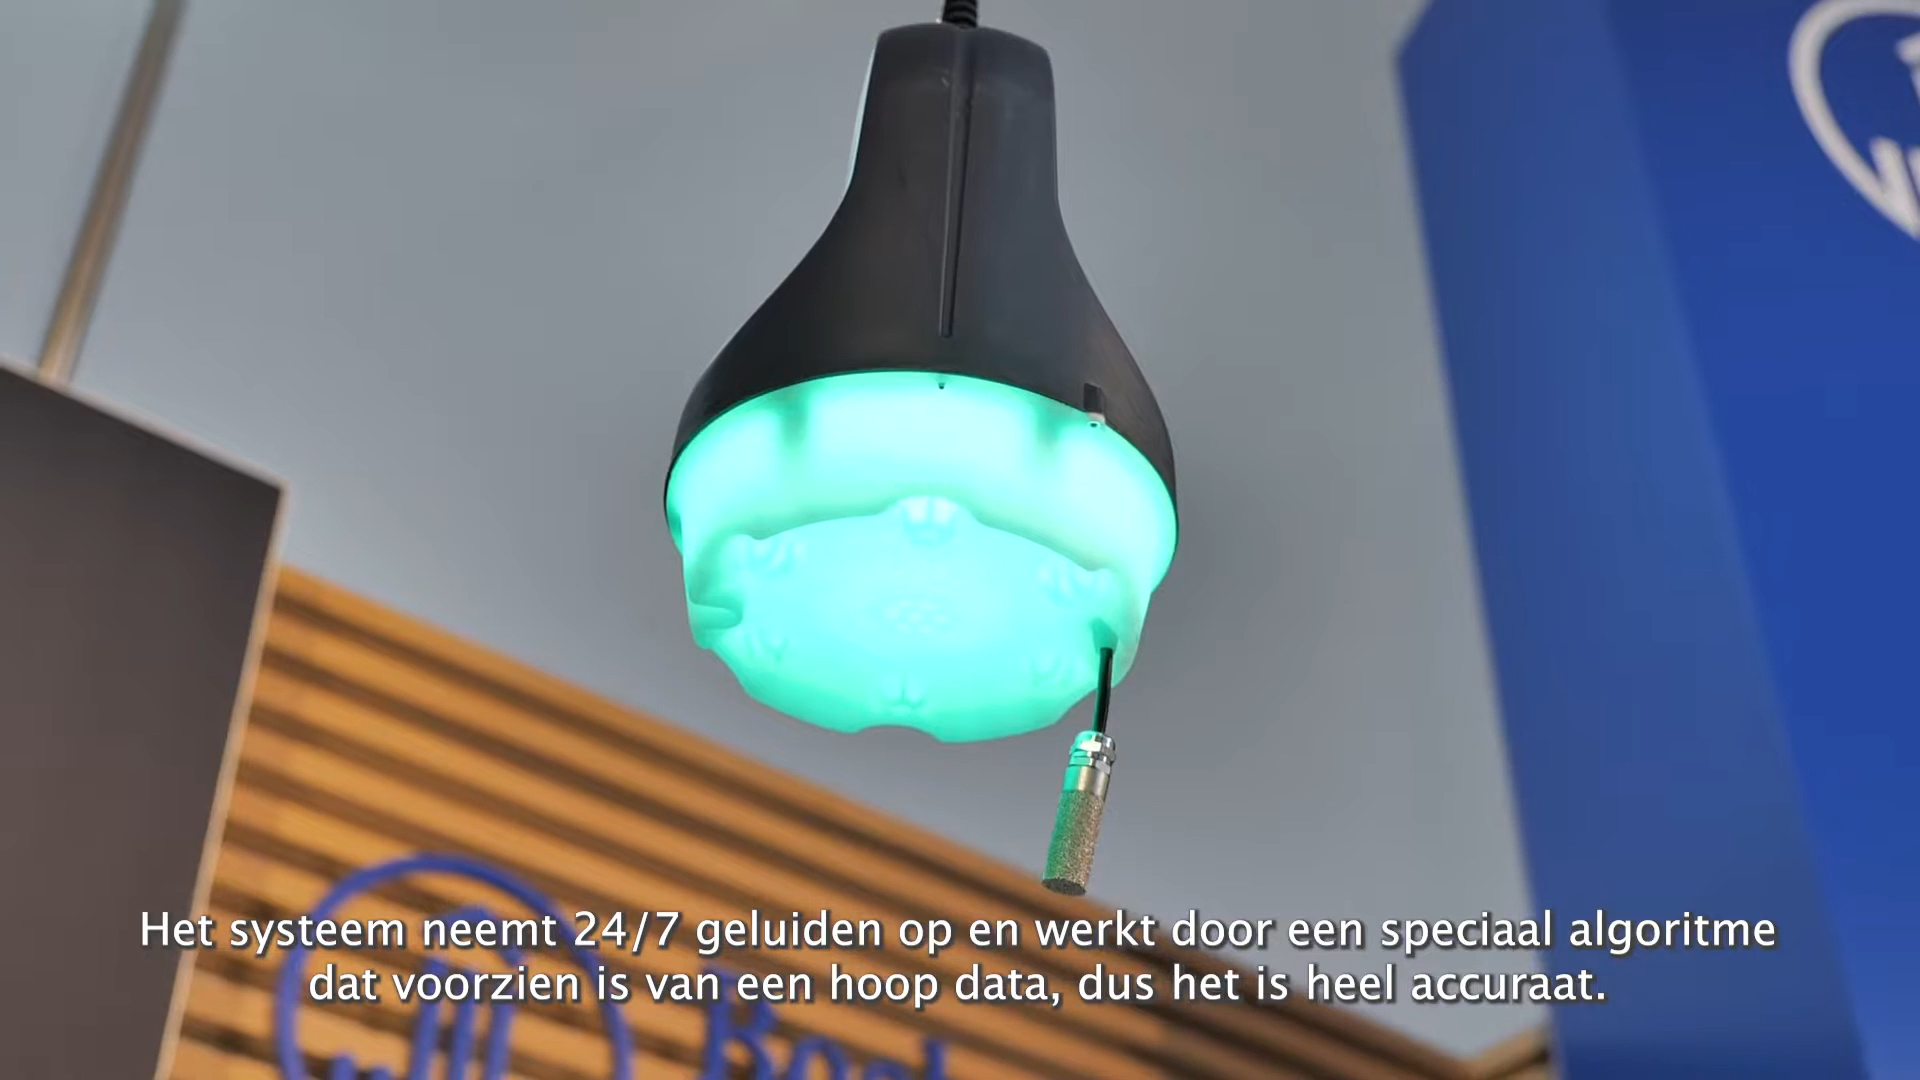 Het systeem neemt 24/7 geluiden op en werkt door een speciaal algoritme
dat voorzien is van een hoop data, dus het is heel accuraat.